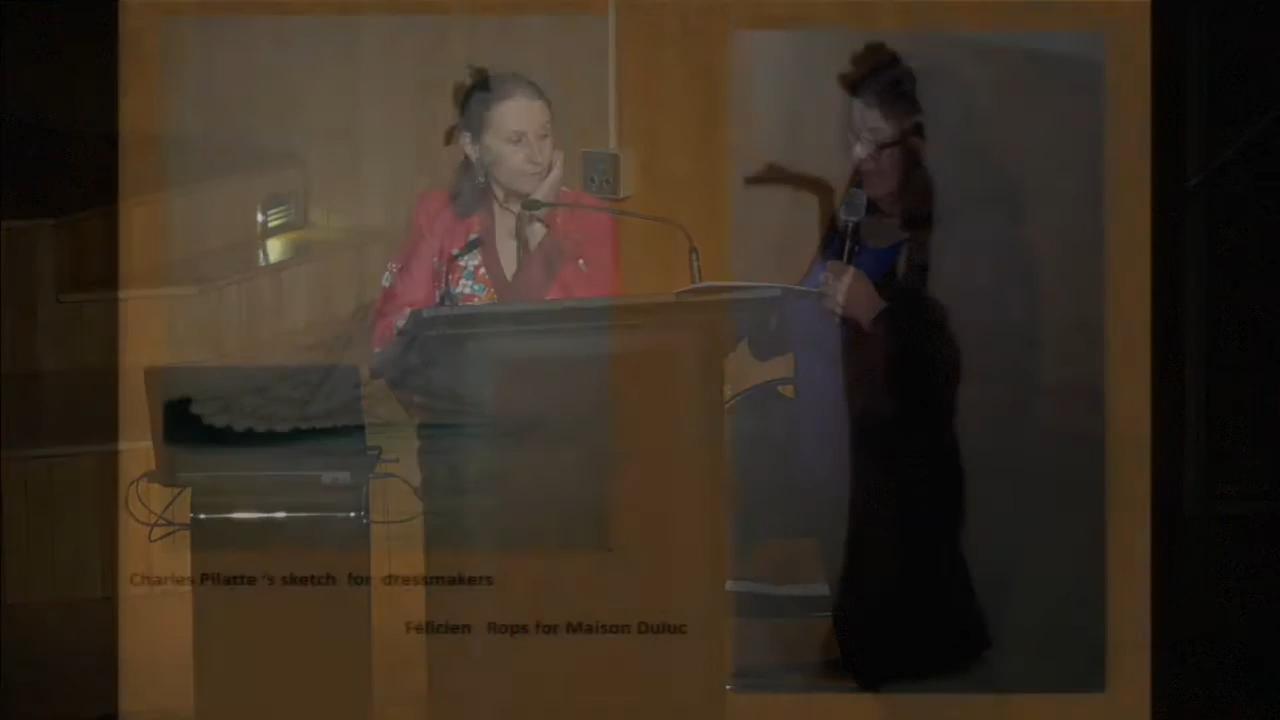 Charles Pilatte 's sketch for dressmakers
Félicien Rops for Maison Duluc